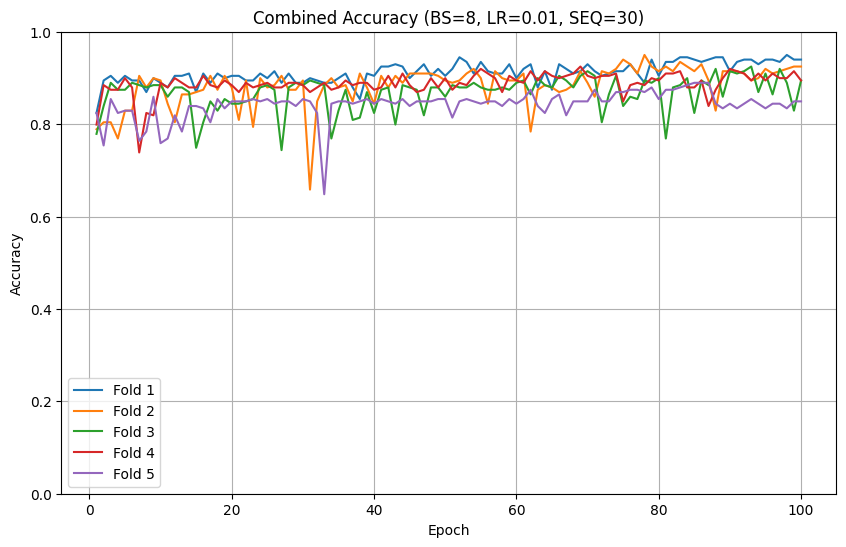 Combined Accuracy (BS=8, LR=0.01, SEQ=30)
1.0
0.8
0.6
0.4
0.2
0.0
Accuracy
Fold 1
Fold 2
Fold 3
Fold 4
Fold 5
0 20 40 60 80 100
Epoch